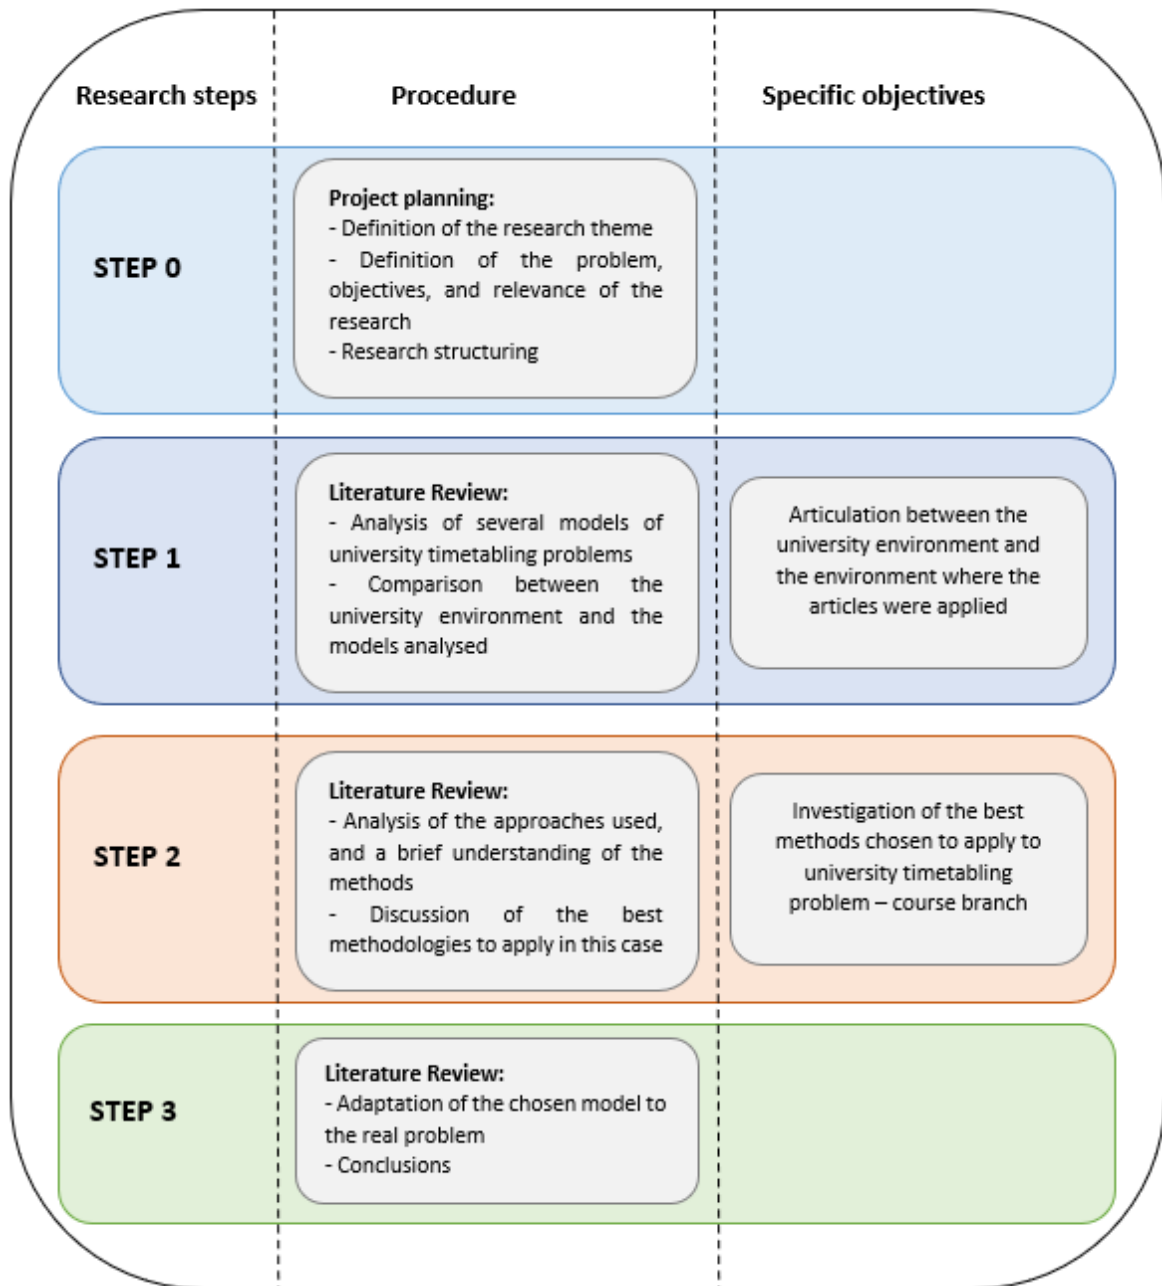 Research steps
Procedure
Specific objectives
STEP 0
Project planning:
- Definition of the research theme
- Definition of the problem,
objectives, and relevance of the
research
- Research structuring
STEP 1
Literature Review:
- Analysis of several models of
university timetabling problems
- Comparison between the
university environment and the
models analysed
Articulation between the
university environment and
the environment where the
articles were applied
STEP 2
Literature Review:
- Analysis of the approaches used,
and a brief understanding of the
methods
- Discussion of the best
methodologies to apply in this case
Investigation of the best
methods chosen to apply to
university timetabling
problem – course branch
STEP 3
Literature Review:
- Adaptation of the chosen model to
the real problem
- Conclusions